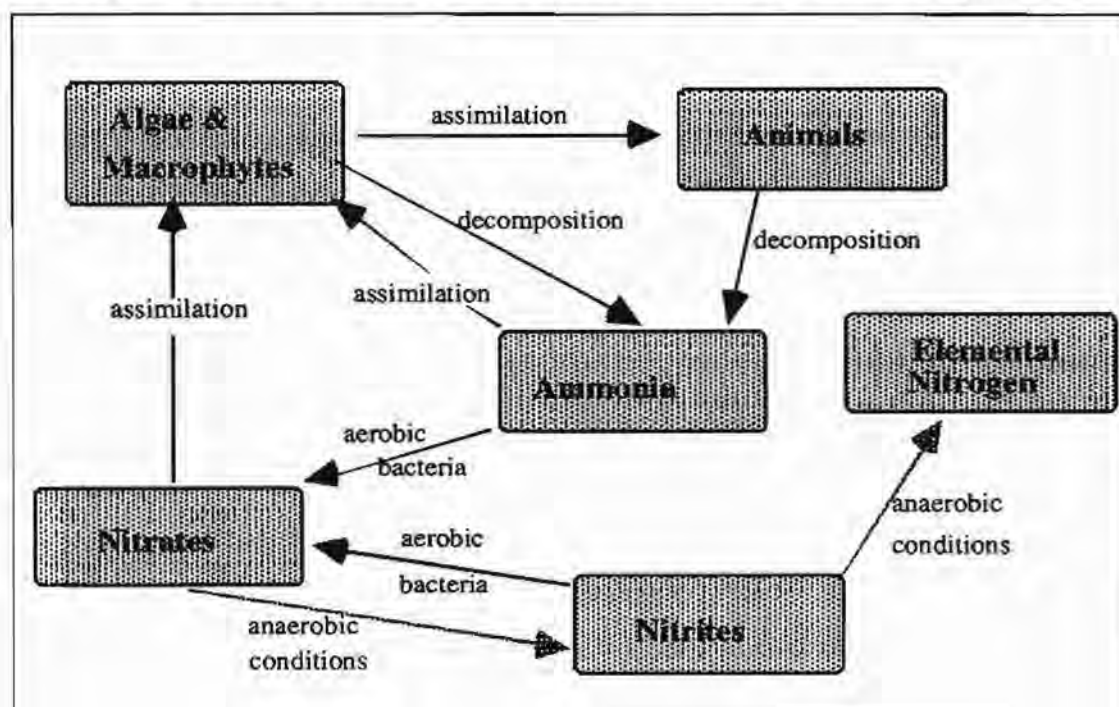 Algae &
Macrophytes
assimilation
Animals
decomposition
decomposition
assimilation
assimilation
Elemental
Nitrogen
Ammonia
aerobic
bacteria
Nitrates
aerobic
bacteria
anaerobic
conditions
Nitrites
anaerobic
conditions